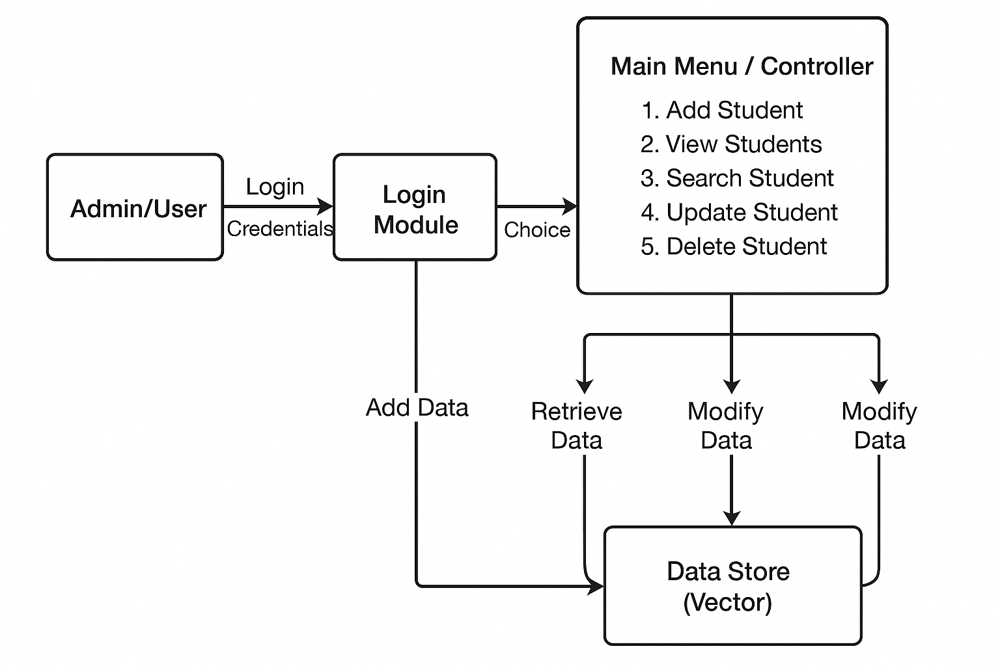 Admin/User
Login
Credentials
Login
Module
Choice
Main Menu / Controller
1. Add Student
2. View Students
3. Search Student
4. Update Student
5. Delete Student
Add Data
Retrieve
Data
Modify
Data
Modify
Data
Data Store
(Vector)